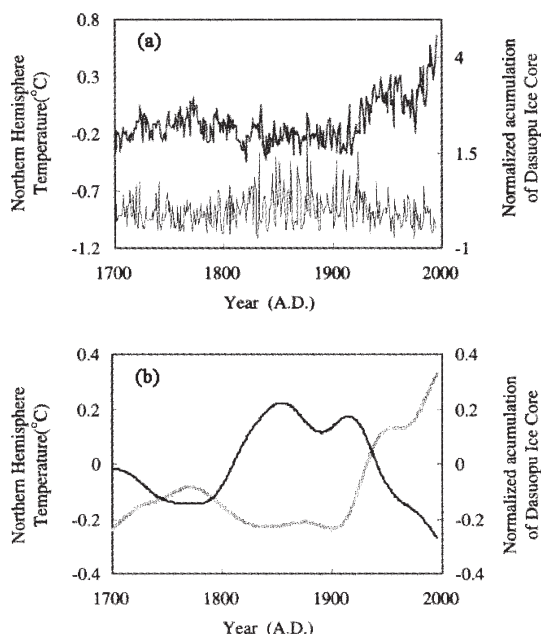 (a)
Northern Hemisphere
Temperature(°C)
0.8
0.3
-0.2
-0.7
-1.2
4
1.5
-1
Normalized acumulation
of Dasuopu Ice Core
1700
1800
1900
2000
Year (A.D.)
(b)
Northern Hemisphere
Temperature(°C)
0.4
0.2
0
-0.2
-0.4
0.4
0.2
0
-0.2
-0.4
Normalized acumulation
of Dasuopu Ice Core
1700
1800
1900
2000
Year (A.D.)